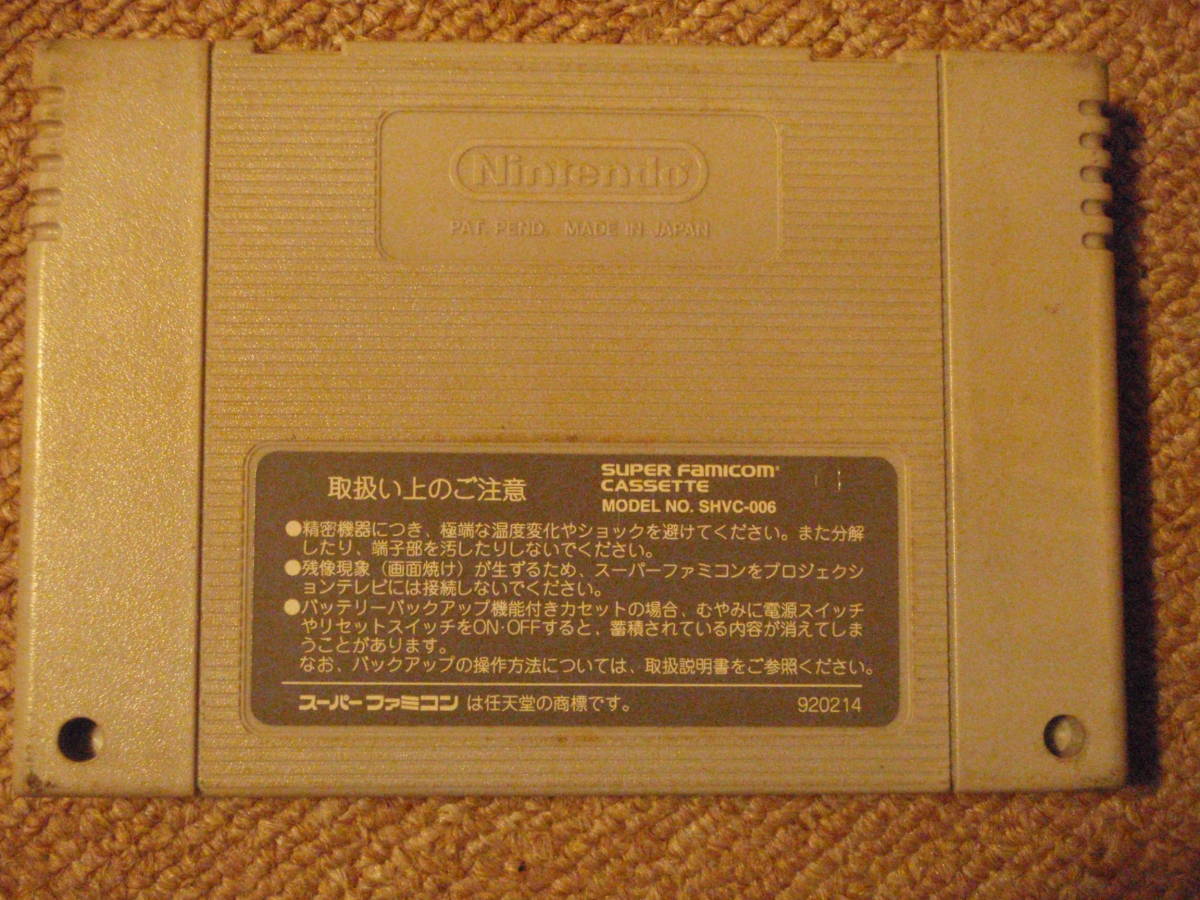 Nintendo
PAT. PEND. MADE IN JAPAN
取扱い上のご注意
SUPER FAMICOM
CASSETTE
MODEL NO. SHVC-006
●精密機器につき、極端な温度変化やショックを避けてください。また分解
したり、端子部を汚したりしないでください。
●残像現象（画面焼け）が生ずるため、スーパーファミコンをプロジェクシ
ョンテレビには接続しないでください。
●バッテリーバックアップ機能付きカセットの場合、むやみに電源スイッチ
やリセットスイッチをON·OFFすると、蓄積されている内容が消えてしま
うことがあります。
なお、バックアップの操作方法については、取扱説明書をご参照ください。
スーパーファミコン は任天堂の商標です。 920214